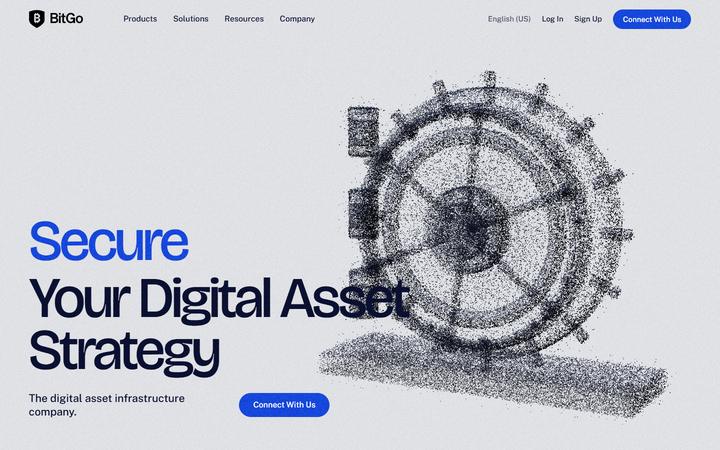 BitGo
Products Solutions Resources Company
English (US) Log In Sign Up Connect With Us
Secure
Your Digital Asset
Strategy
The digital asset infrastructure
company.
Connect With Us